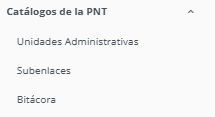 Catálogos de la PNT
Unidades Administrativas
Subenlaces
Bitácora